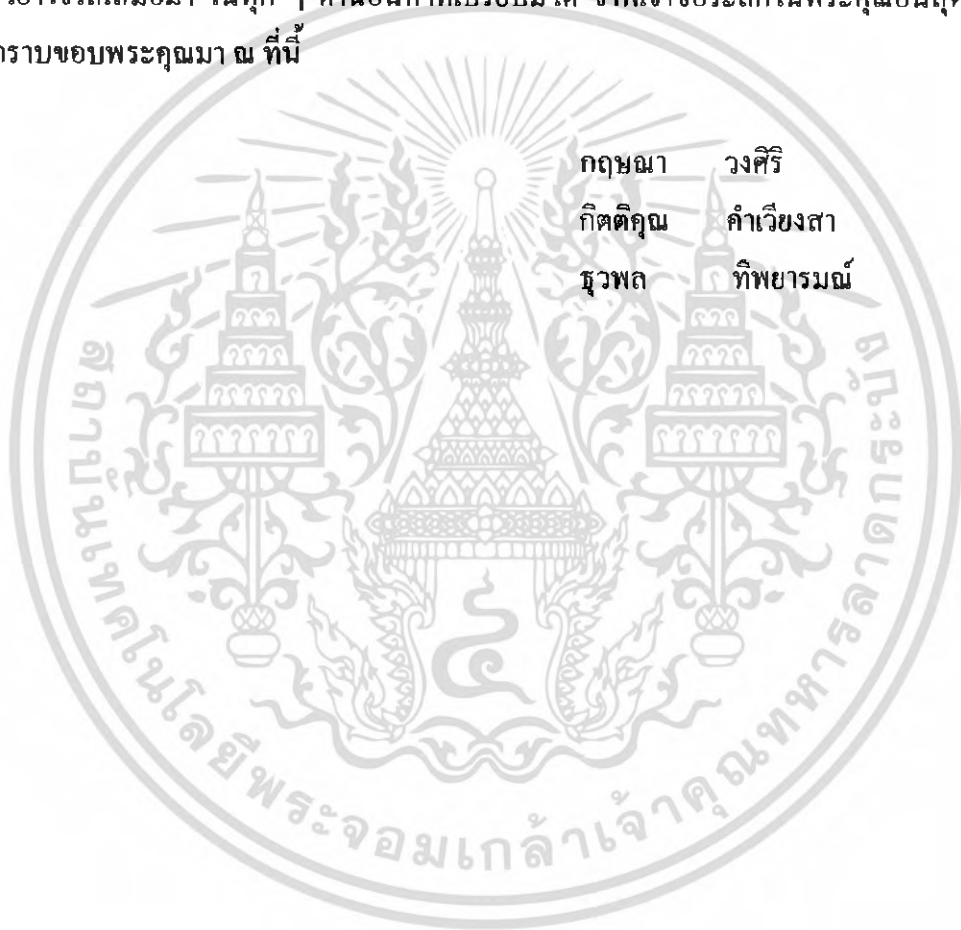 กราบขอบพระคุณมา ณ ที่นี้
กฤษณา วงศิริ
กิตติคุณ คำเวียงสา
ธุวพล ทิพยารมณ์
สถาบันเทคโนโลยีพระจอมเกล้าเจ้าคุณทหารลาดกระบัง